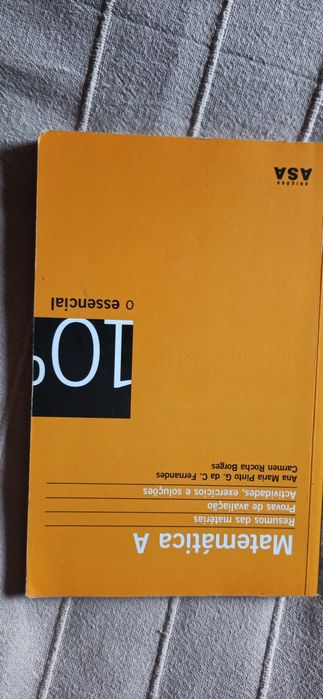 Matemática A
Resumos das matérias
Provas de avaliação
Actividades, exercícios e soluções
Ana Maria Pinto G. da. C. Fernandes
Carmen Rocha Borges
10º
o essencial
EDIÇÕES
ASA